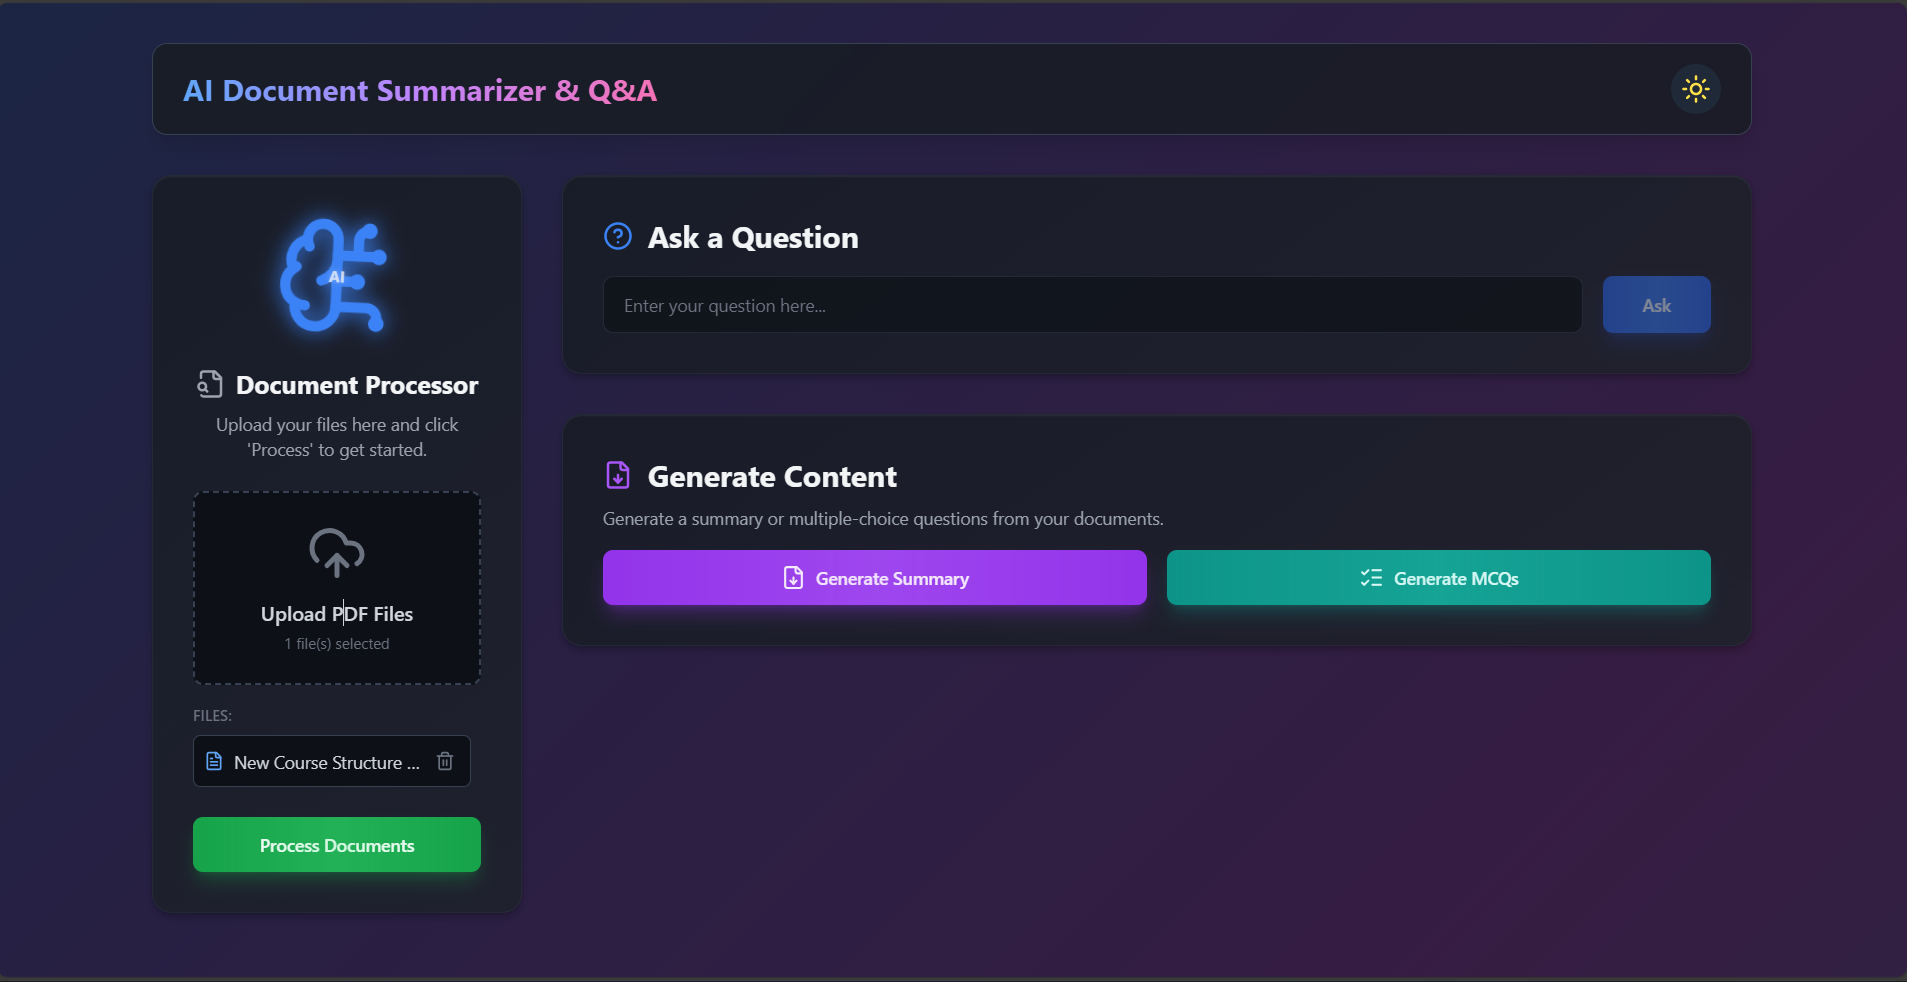 AI Document Summarizer & Q&A
AI
Document Processor
Upload your files here and click
'Process' to get started.
Upload PDF Files
1 file(s) selected
FILES:
New Course Structure ...
Process Documents
Ask a Question
Enter your question here...
Ask
Generate Content
Generate a summary or multiple-choice questions from your documents.
Generate Summary
Generate MCQs